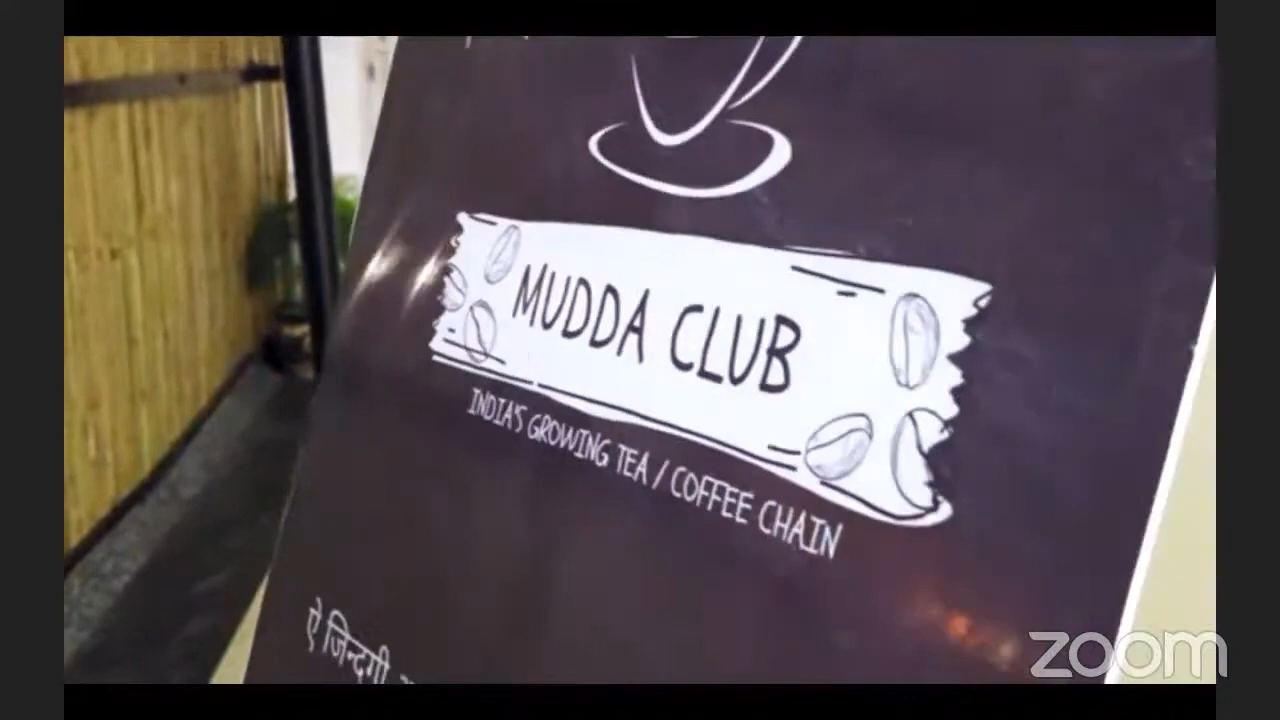 MUDDA CLUB
INDIA'S GROWING TEA / COFFEE CHAIN
ऐ जिन्दगी
zoom